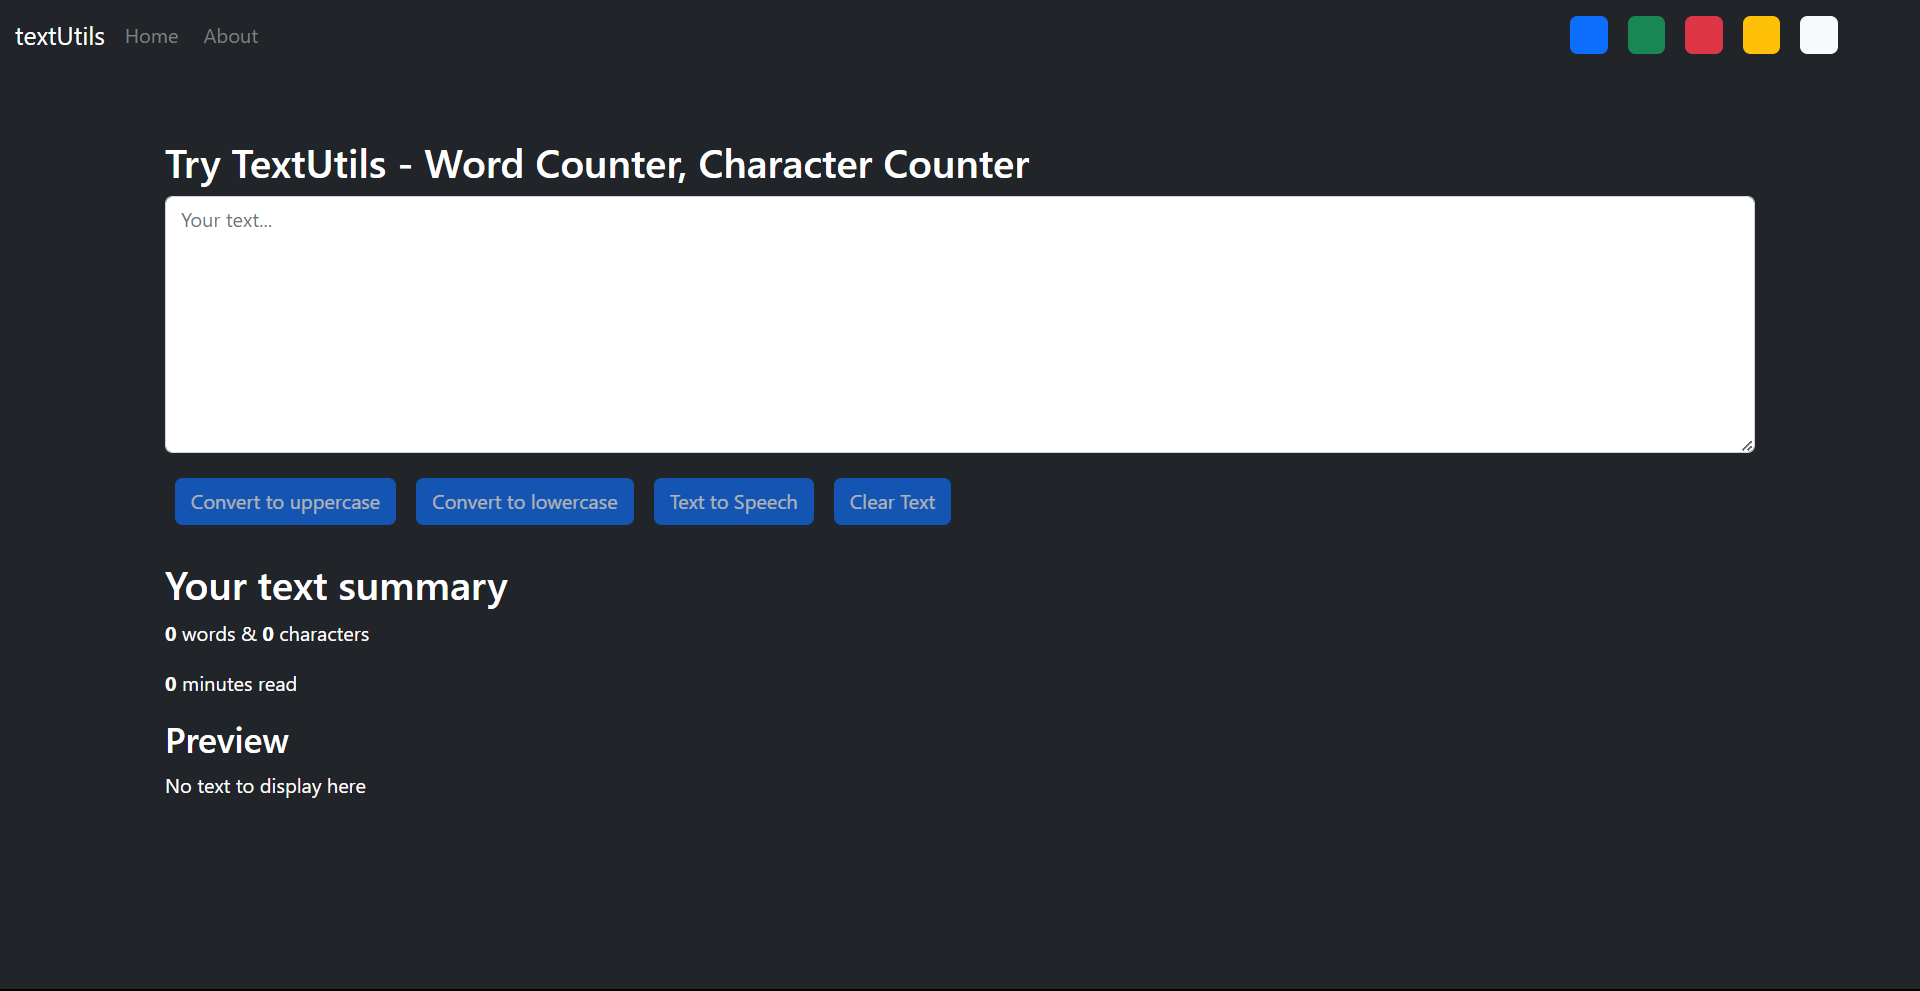 textUtils Home About
Try TextUtils - Word Counter, Character Counter
Your text...
Convert to uppercase Convert to lowercase Text to Speech Clear Text
Your text summary
0 words & 0 characters
0 minutes read
Preview
No text to display here